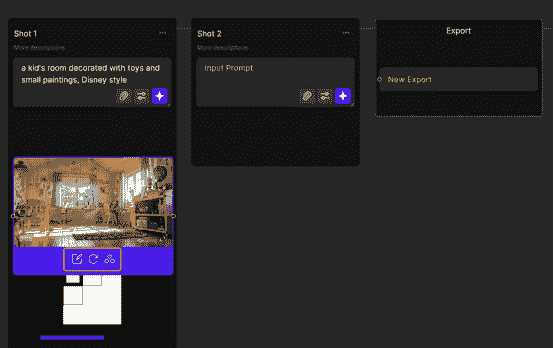 Shot 1
More descriptions
a kid's room decorated with toys and
small paintings, Disney style
Shot 2
More descriptions
Input Prompt
Export
New Export